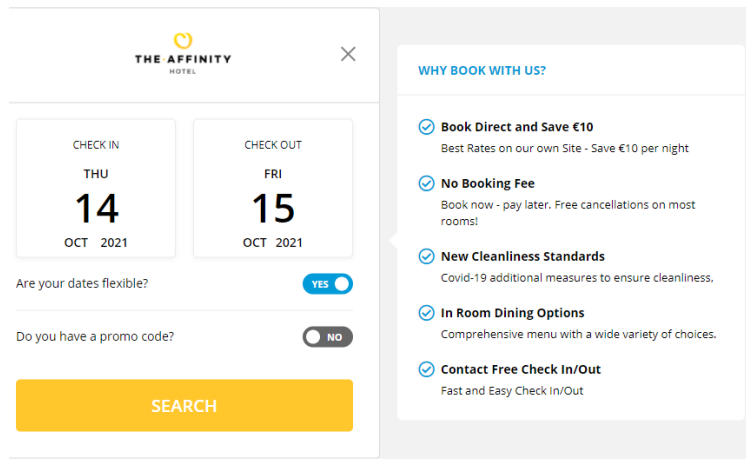 THE AFFINITY
HOTEL
CHECK IN
THU
14
OCT 2021
CHECK OUT
FRI
15
OCT 2021
Are your dates flexible?
YES
Do you have a promo code?
NO
SEARCH
WHY BOOK WITH US?
Book Direct and Save €10
Best Rates on our own Site - Save €10 per night
No Booking Fee
Book now - pay later. Free cancellations on most
rooms!
New Cleanliness Standards
Covid-19 additional measures to ensure cleanliness,
In Room Dining Options
Comprehensive menu with a wide variety of choices.
Contact Free Check In/Out
Fast and Easy Check In/Out